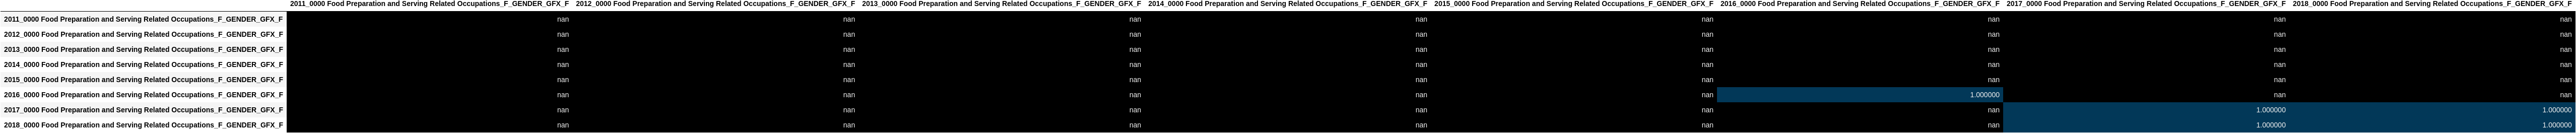 2011_0000 Food Preparation and Serving Related Occupations_F_GENDER_GFX_F 2012_0000 Food Preparation and Serving Related Occupations_F_GENDER_GFX_F 2013_0000 Food Preparation and Serving Related Occupations_F_GENDER_GFX_F 2014_0000 Food Preparation and Serving Related Occupations_F_GENDER_GFX_F 2015_0000 Food Preparation and Serving Related Occupations_F_GENDER_GFX_F 2016_0000 Food Preparation and Serving Related Occupations_F_GENDER_GFX_F 2017_0000 Food Preparation and Serving Related Occupations_F_GENDER_GFX_F 2018_0000 Food Preparation and Serving Related Occupations_F_GENDER_GFX_F
2011_0000 Food Preparation and Serving Related Occupations_F_GENDER_GFX_F nan nan nan nan nan nan nan nan
2012_0000 Food Preparation and Serving Related Occupations_F_GENDER_GFX_F nan nan nan nan nan nan nan nan
2013_0000 Food Preparation and Serving Related Occupations_F_GENDER_GFX_F nan nan nan nan nan nan nan nan
2014_0000 Food Preparation and Serving Related Occupations_F_GENDER_GFX_F nan nan nan nan nan nan nan nan
2015_0000 Food Preparation and Serving Related Occupations_F_GENDER_GFX_F nan nan nan nan nan nan nan nan
2016_0000 Food Preparation and Serving Related Occupations_F_GENDER_GFX_F nan nan nan nan nan 1.000000 nan nan
2017_0000 Food Preparation and Serving Related Occupations_F_GENDER_GFX_F nan nan nan nan nan nan 1.000000 1.000000
2018_0000 Food Preparation and Serving Related Occupations_F_GENDER_GFX_F nan nan nan nan nan nan 1.000000 1.000000